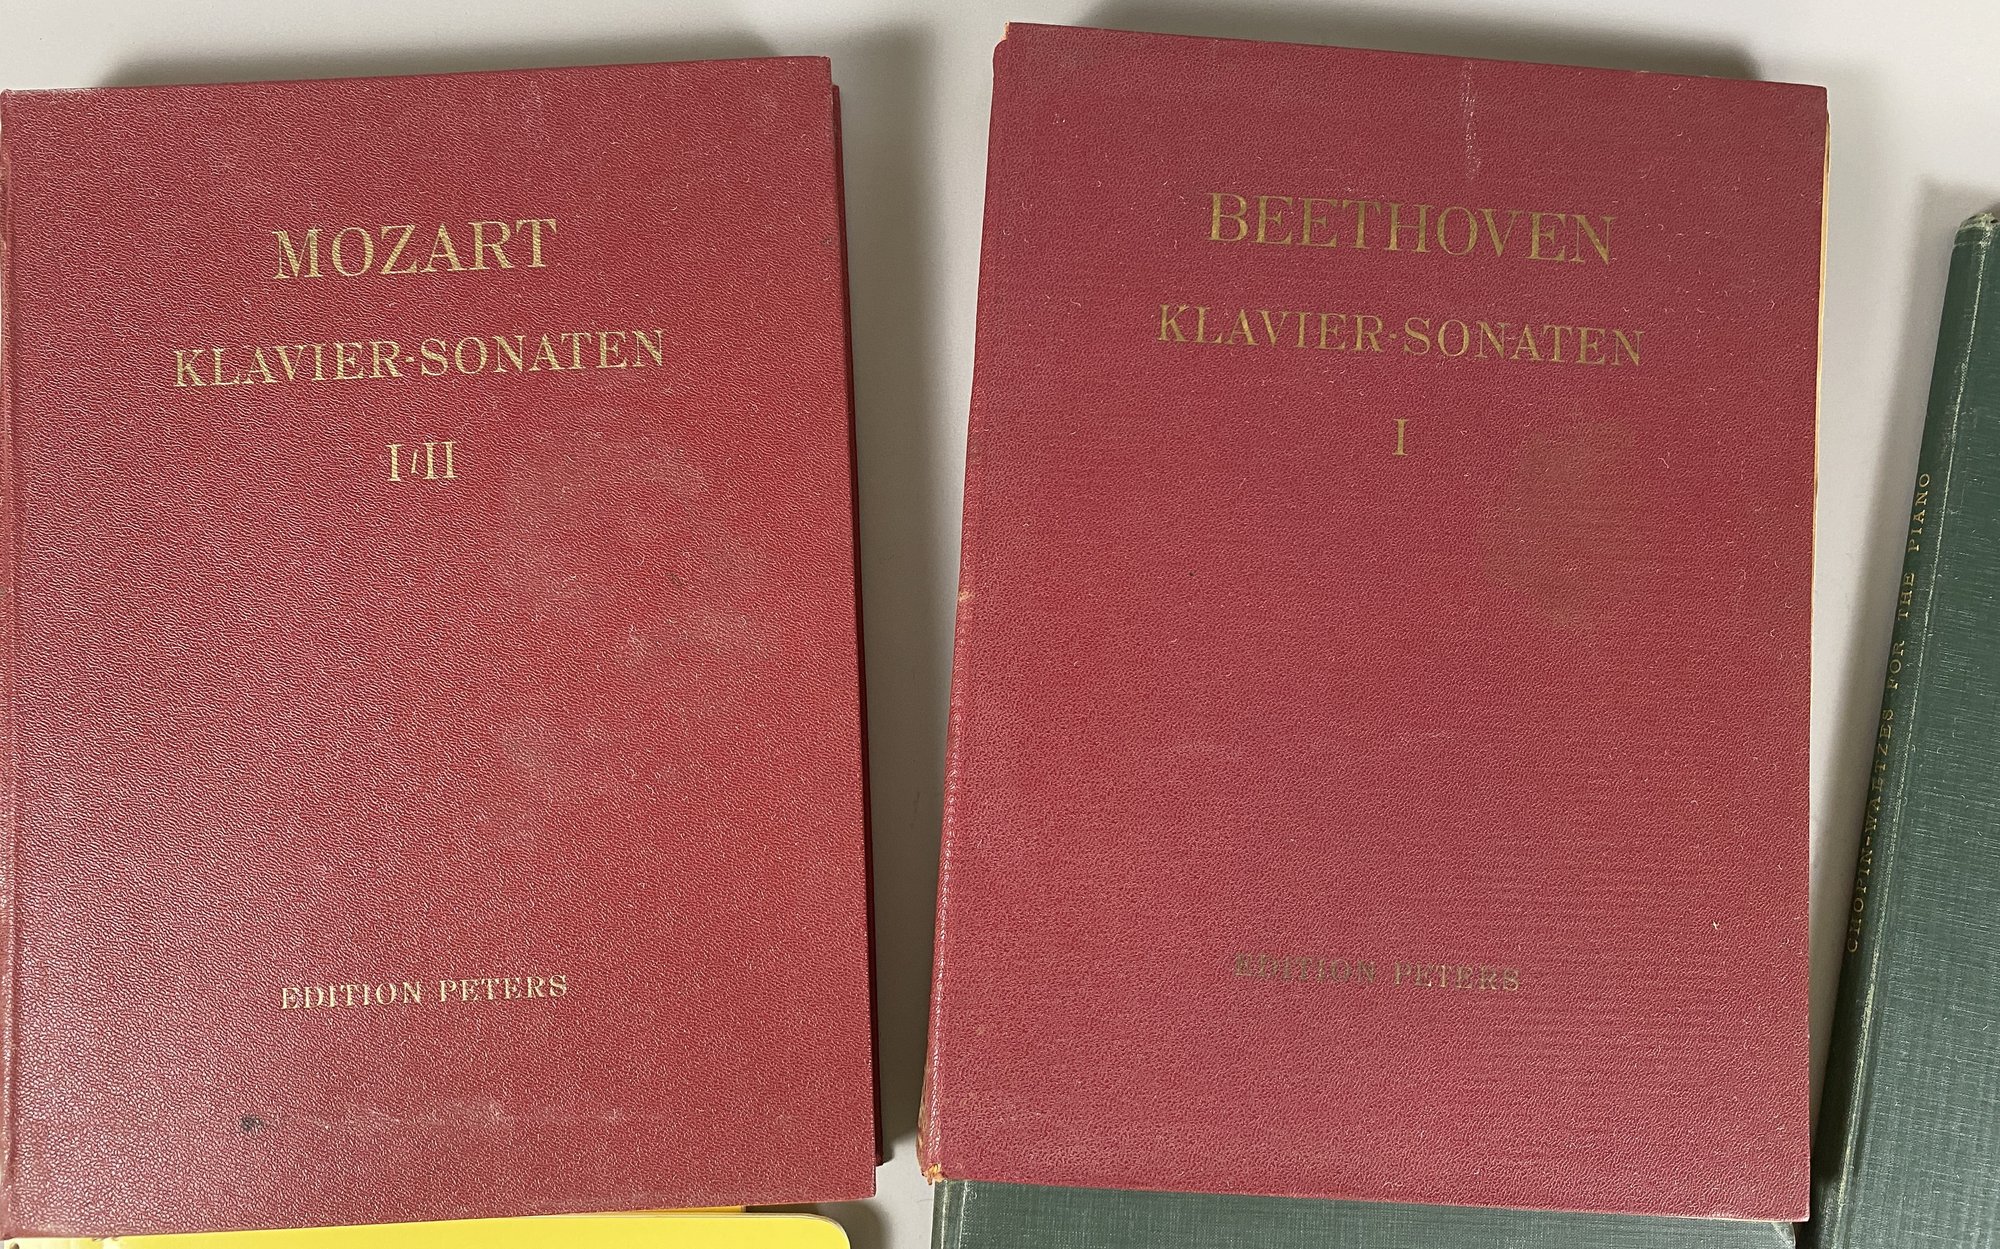 MOZART
KLAVIER-SONATEN
I/II
EDITION PETERS
BEETHOVEN
KLAVIER-SONATEN
I
EDITION PETERS
CHOPIN-WALTZES FOR THE PIANO